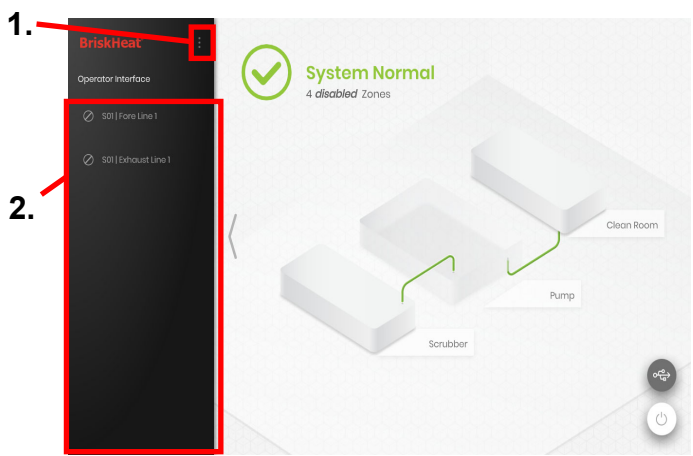 1.
BriskHeat
Operator Interface
S01 | Fore Line 1
S01 | Exhaust Line 1
2.
System Normal
4 disabled Zones
Clean Room
Pump
Scrubber